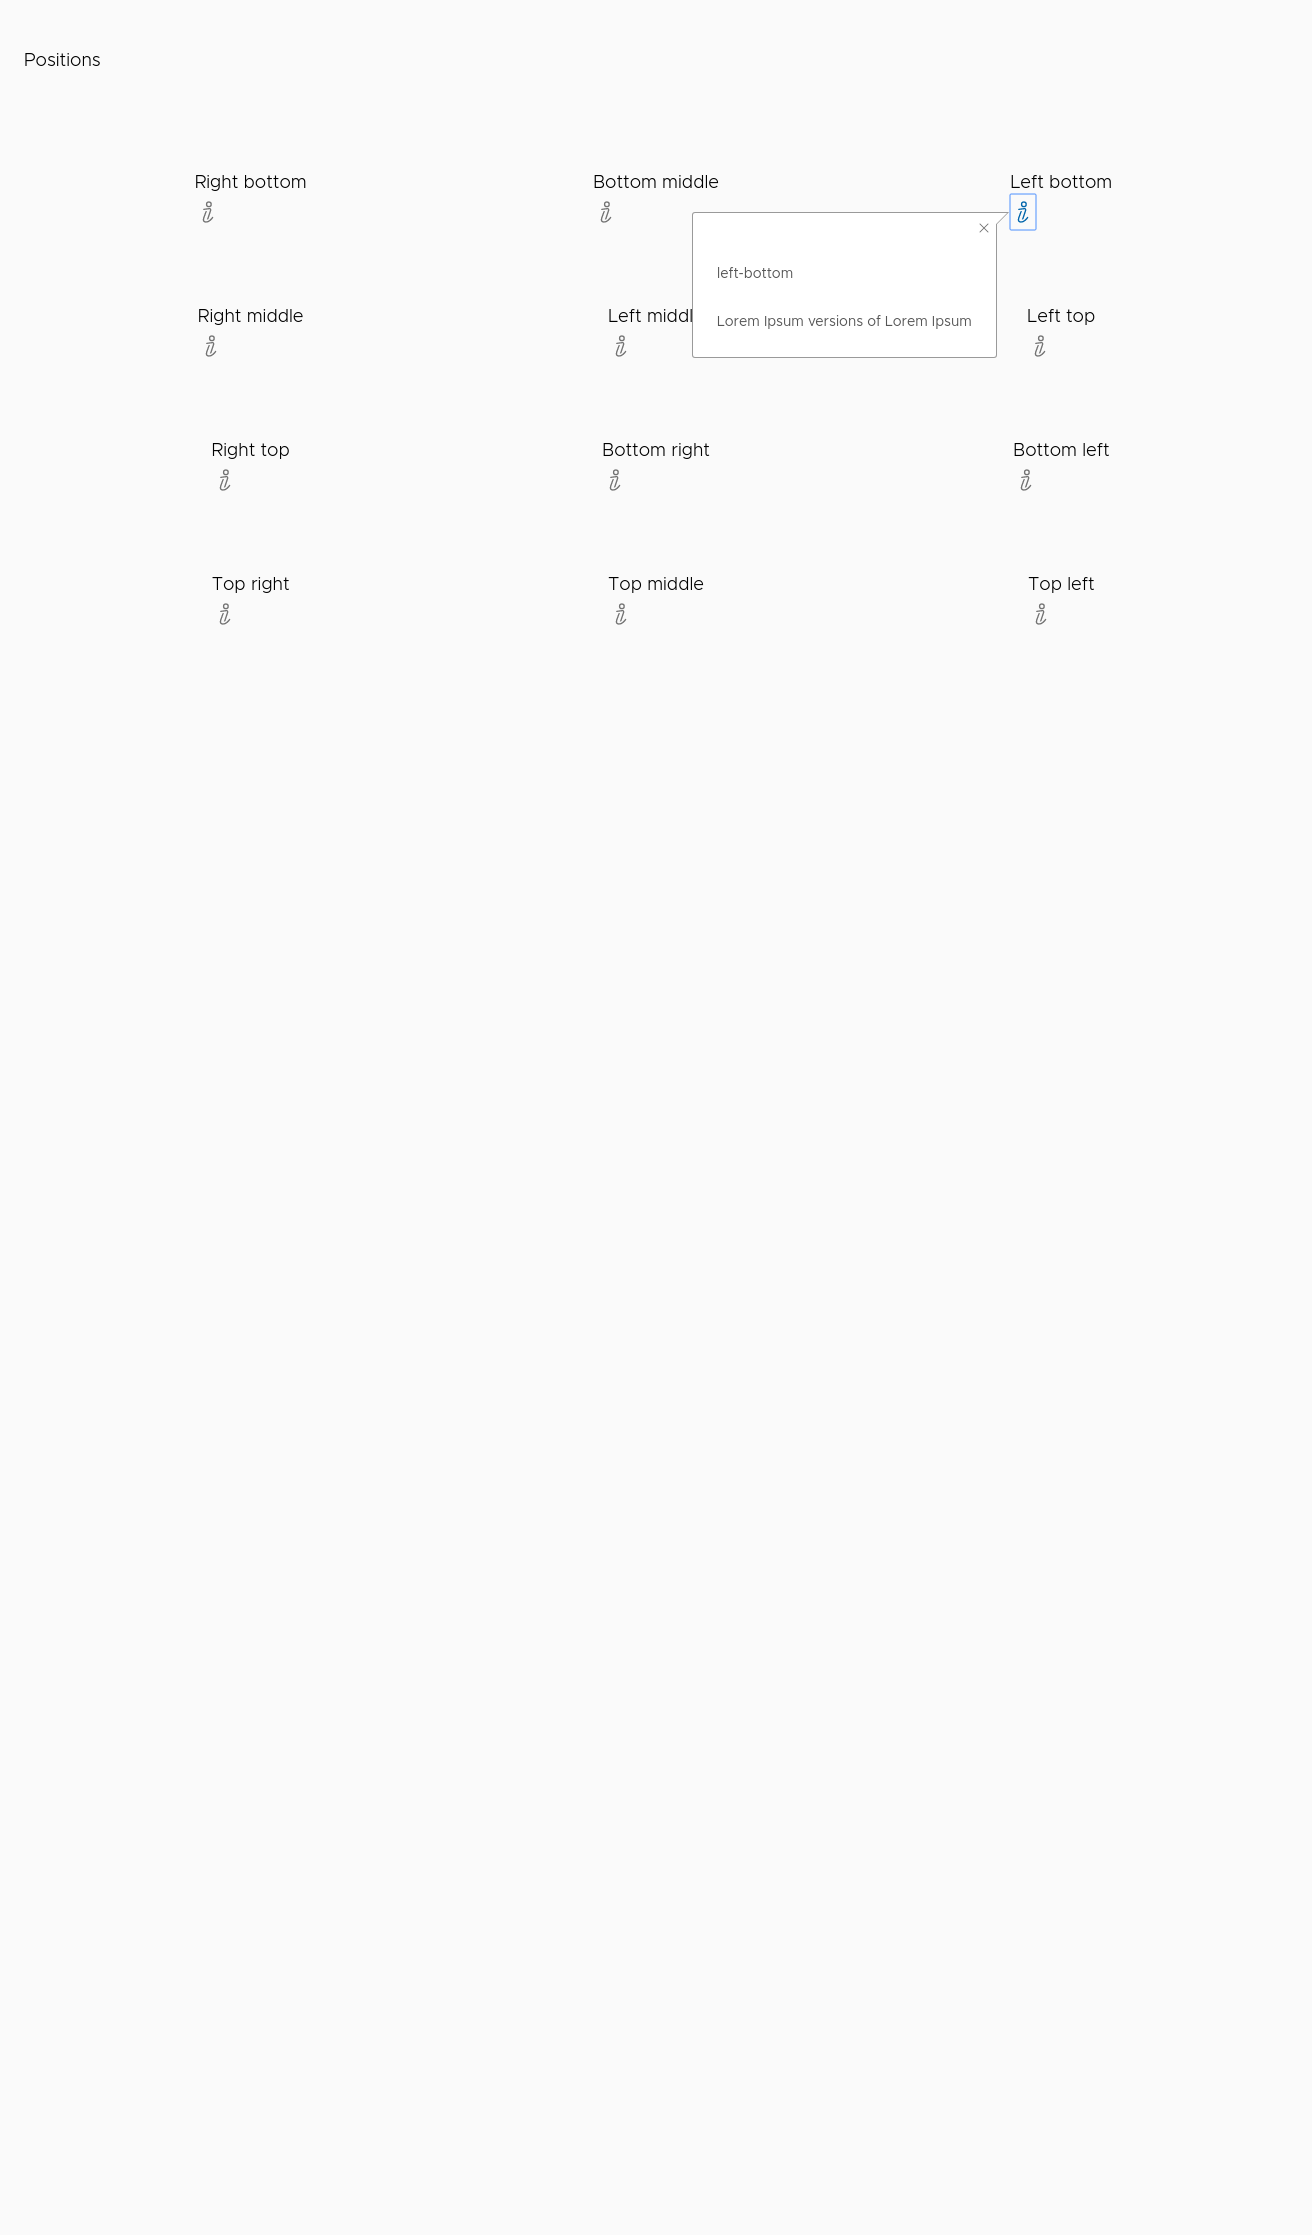 Positions
Right bottom
Bottom middle
Left bottom
left-bottom
Lorem Ipsum versions of Lorem Ipsum
Right middle
Left middl
Left top
Right top
Bottom right
Bottom left
Top right
Top middle
Top left